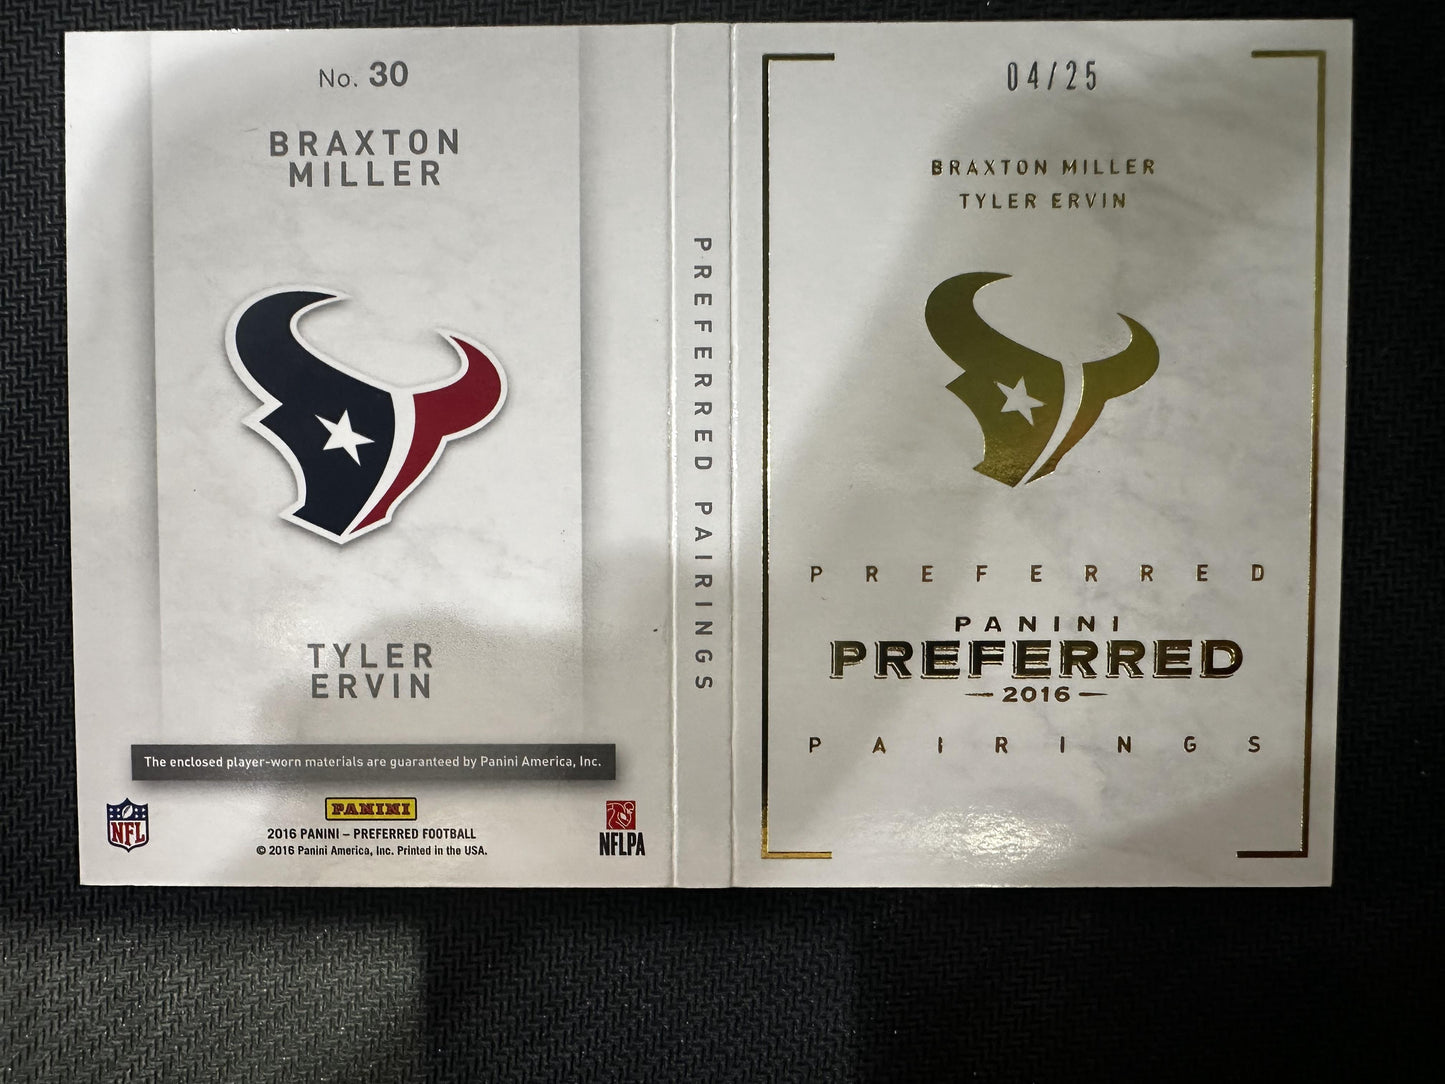 No. 30
BRAXTON
MILLER
TYLER
ERVIN
The enclosed player-worn materials are guaranteed by Panini America, Inc.
NFL
PANINI
2016 PANINI – PREFERRED FOOTBALL
© 2016 Panini America, Inc. Printed in the USA.
NFLPA
PREFERRED PAIRINGS
04/25
BRAXTON MILLER
TYLER ERVIN
PREFERRED
PANINI
PREFERRED
2016
PAIRINGS